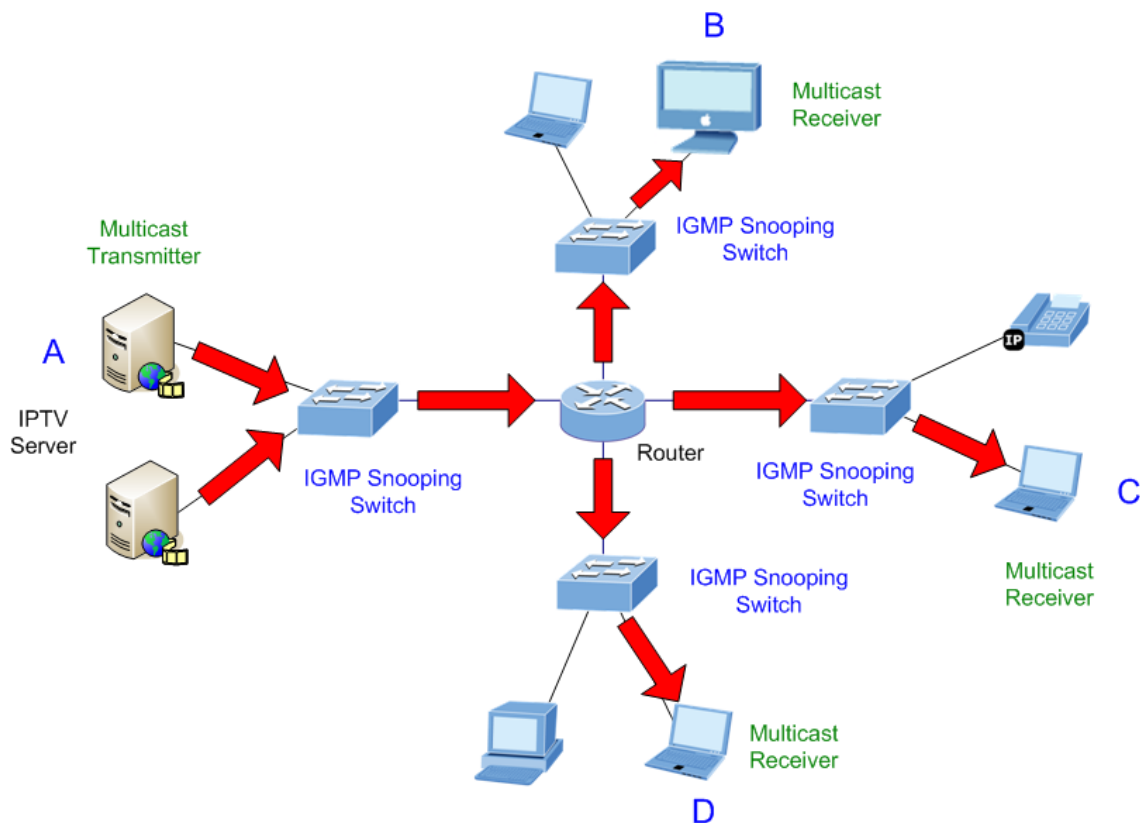 B
Multicast
Receiver
Multicast
Transmitter
IGMP Snooping
Switch
A
IPTV
Server
IP
Router
IGMP Snooping
Switch
IGMP Snooping
Switch
C
IGMP Snooping
Switch
Multicast
Receiver
Multicast
Receiver
D